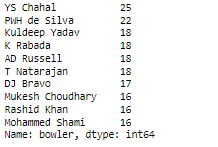 YS Chahal 25
PWH de Silva 22
Kuldeep Yadav 18
K Rabada 18
AD Russell 18
T Natarajan 18
DJ Bravo 17
Mukesh Choudhary 16
Rashid Khan 16
Mohammed Shami 16
Name: bowler, dtype: int64